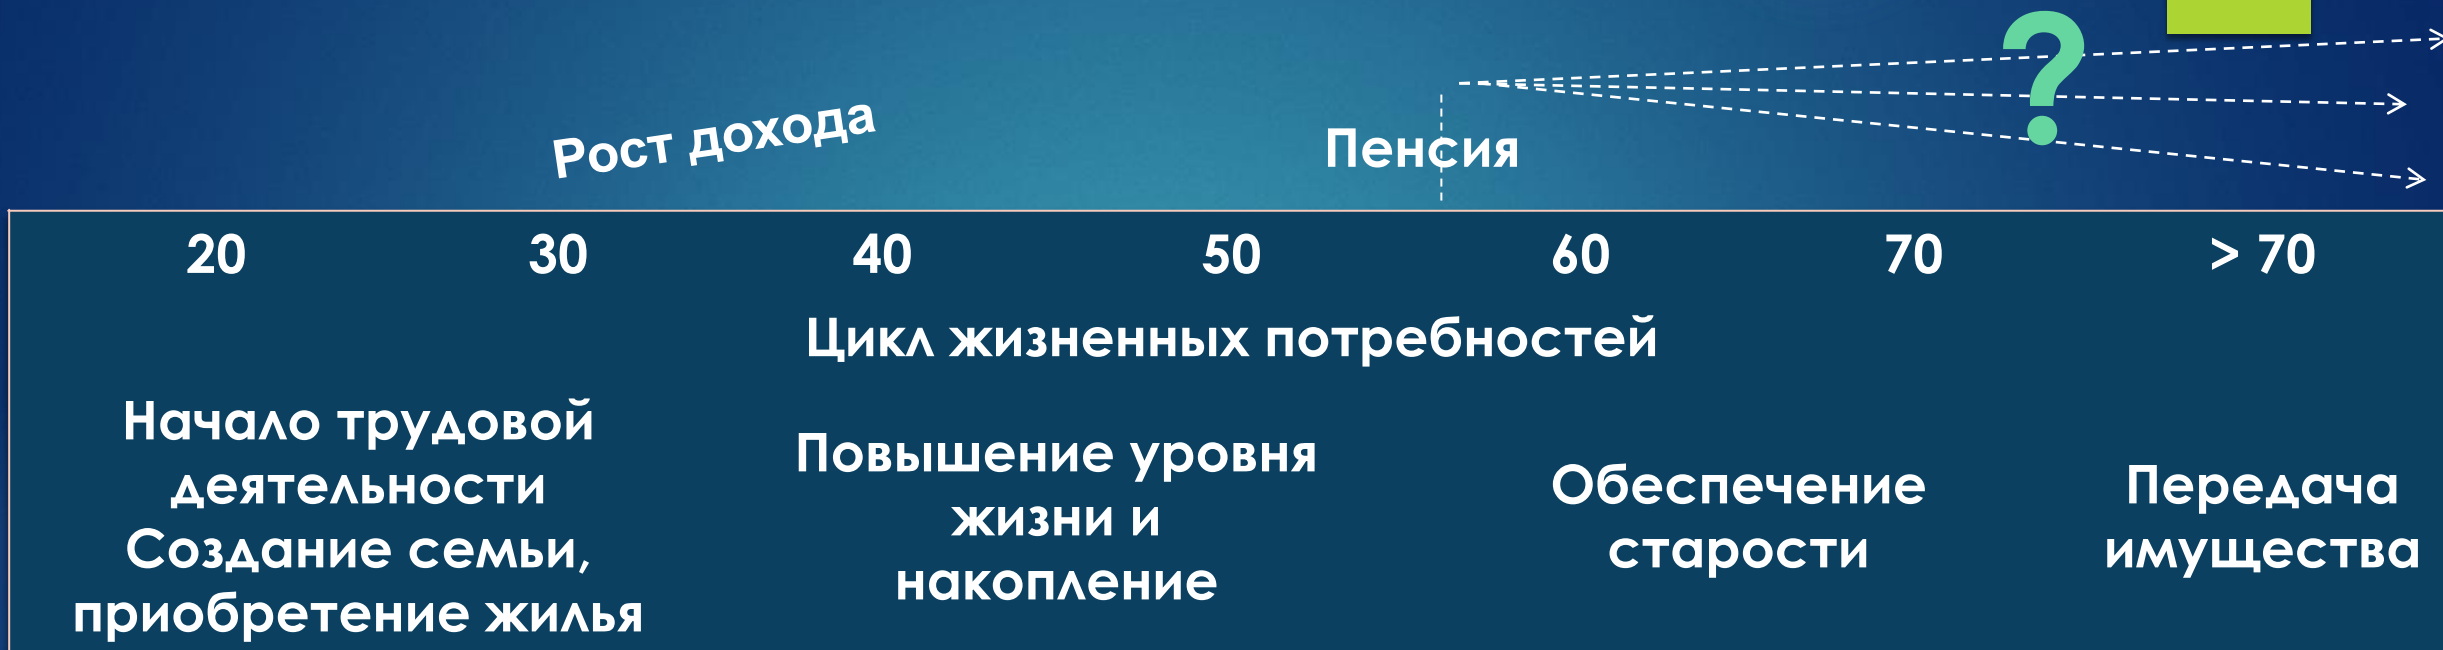 ?
Рост дохода
Пенсия
20 30 40 50 60 70 > 70
Цикл жизненных потребностей
Начало трудовой
деятельности
Создание семьи,
приобретение жилья
Повышение уровня
жизни и
накопление
Обеспечение
старости
Передача
имущества